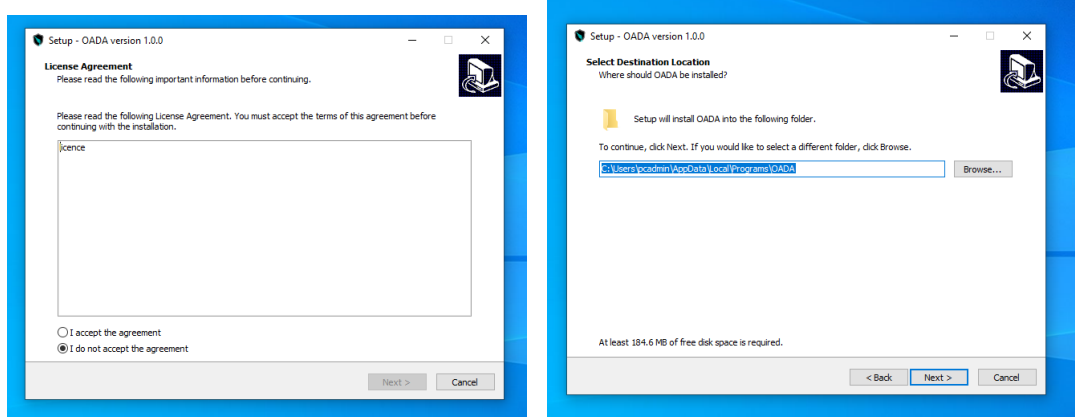 Setup - OADA version 1.0.0
License Agreement
Please read the following important information before continuing.
Please read the following License Agreement. You must accept the terms of this agreement before
continuing with the installation.
licence
I accept the agreement
I do not accept the agreement
Next >
Cancel
Setup - OADA version 1.0.0
Select Destination Location
Where should OADA be installed?
Setup will install OADA into the following folder.
To continue, click Next. If you would like to select a different folder, click Browse.
C:\Users\pcadmin\AppData\Local\Programs\OADA
Browse...
At least 184.6 MB of free disk space is required.
< Back
Next >
Cancel